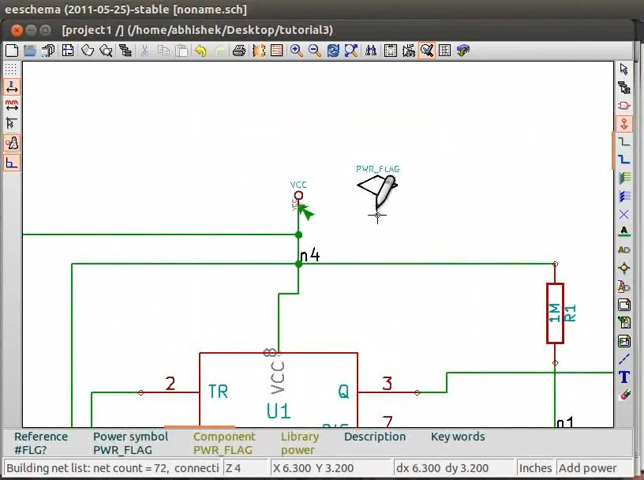 eeschema (2011-05-25)-stable [noname.sch]
[project1 /] (/home/abhishek/Desktop/tutorial3)
PWR_FLAG
VCC
n4
1M
R1
8
VCC
2
TR
Q
3
U1
7
n1
Reference
Power symbol
Component
Library
Description
Key words
#FLG?
PWR_FLAG
PWR_FLAG
power
Building net list: net count = 72, connecti
Z 4
X 6.300 Y 3.200
dx 6.300 dy 3.200
Inches
Add power